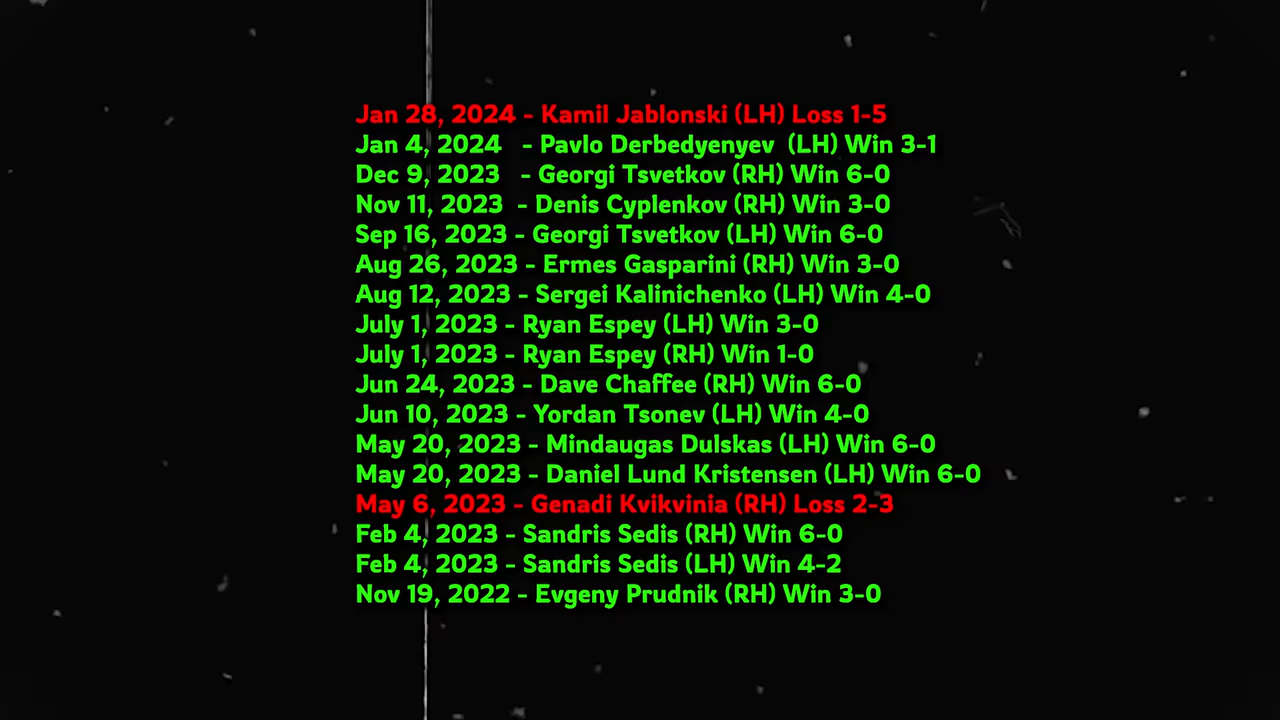 Jan 28, 2024 - Kamil Jablonski (LH) Loss 1-5
Jan 4, 2024 - Pavlo Derbedyenyev (LH) Win 3-1
Dec 9, 2023 - Georgi Tsvetkov (RH) Win 6-0
Nov 11, 2023 - Denis Cyplenkov (RH) Win 3-0
Sep 16, 2023 - Georgi Tsvetkov (LH) Win 6-0
Aug 26, 2023 - Ermes Gasparini (RH) Win 3-0
Aug 12, 2023 - Sergei Kalinichenko (LH) Win 4-0
July 1, 2023 - Ryan Espey (LH) Win 3-0
July 1, 2023 - Ryan Espey (RH) Win 1-0
Jun 24, 2023 - Dave Chaffee (RH) Win 6-0
Jun 10, 2023 - Yordan Tsonev (LH) Win 4-0
May 20, 2023 - Mindaugas Dulskas (LH) Win 6-0
May 20, 2023 - Daniel Lund Kristensen (LH) Win 6-0
May 6, 2023 - Genadi Kvikvinia (RH) Loss 2-3
Feb 4, 2023 - Sandris Sedis (RH) Win 6-0
Feb 4, 2023 - Sandris Sedis (LH) Win 4-2
Nov 19, 2022 - Evgeny Prudnik (RH) Win 3-0